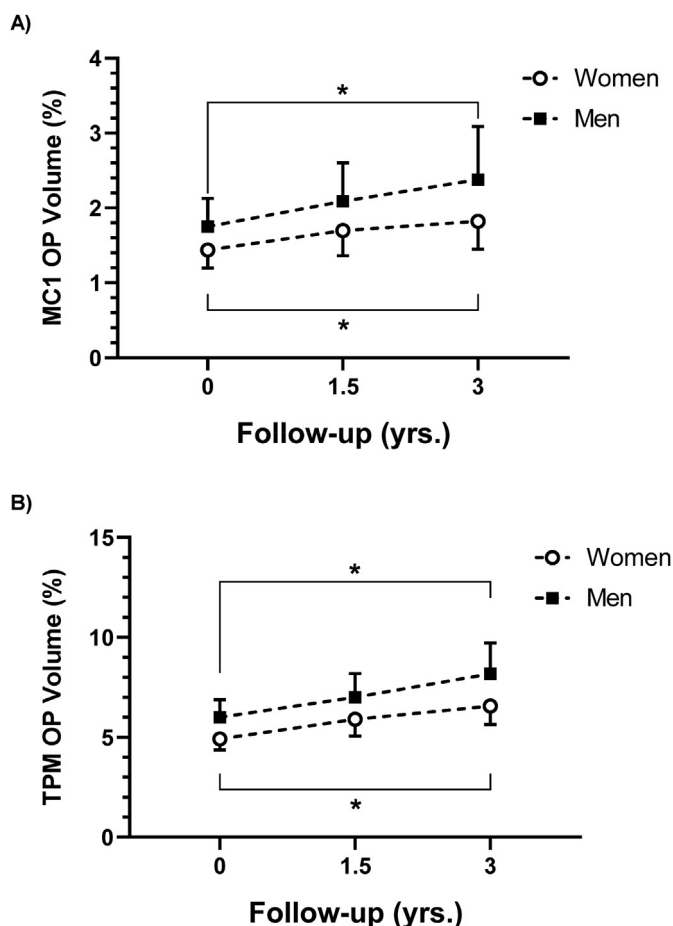 A)
MC1 OP Volume (%)
4
3
2
1
0
*
*
Women
Men
0 1.5 3
Follow-up (yrs.)
B)
TPM OP Volume (%)
15
10
5
0
*
*
Women
Men
0 1.5 3
Follow-up (yrs.)